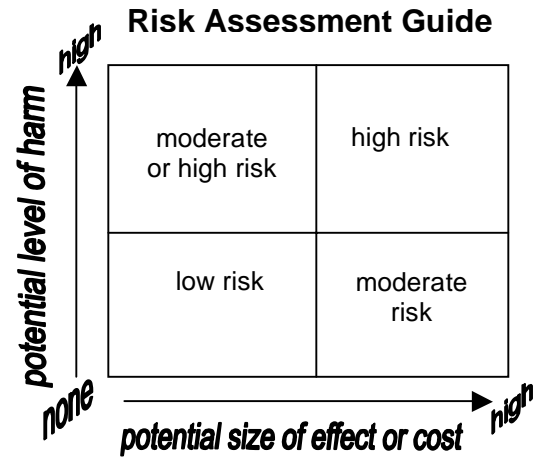 Risk Assessment Guide
high
potential level of harm
moderate
or high risk
high risk
low risk
moderate
risk
none
high
potential size of effect or cost